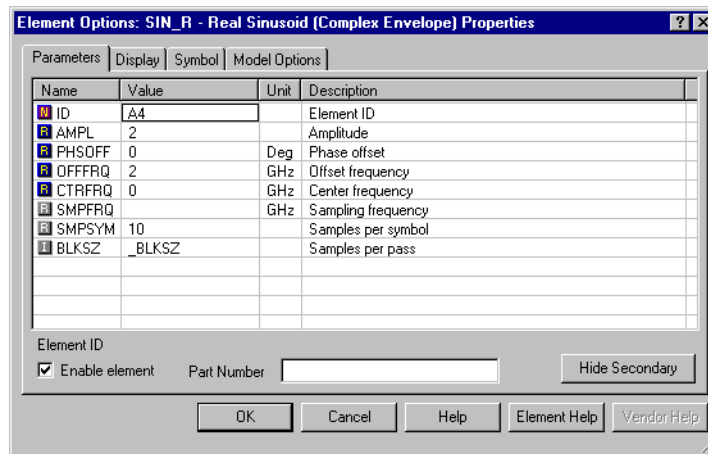 Element Options: SIN_R - Real Sinusoid (Complex Envelope) Properties
Parameters Display Symbol Model Options
Name Value Unit Description
N ID A4 Element ID
R AMPL 2 Amplitude
R PHSOFF 0 Deg Phase offset
R OFFFRQ 2 GHz Offset frequency
R CTRFRQ 0 GHz Center frequency
R SMPFRQ GHz Sampling frequency
R SMPSYM 10 Samples per symbol
I BLKSZ _BLKSZ Samples per pass
Element ID
Enable element Part Number Hide Secondary
OK Cancel Help Element Help Vendor Help